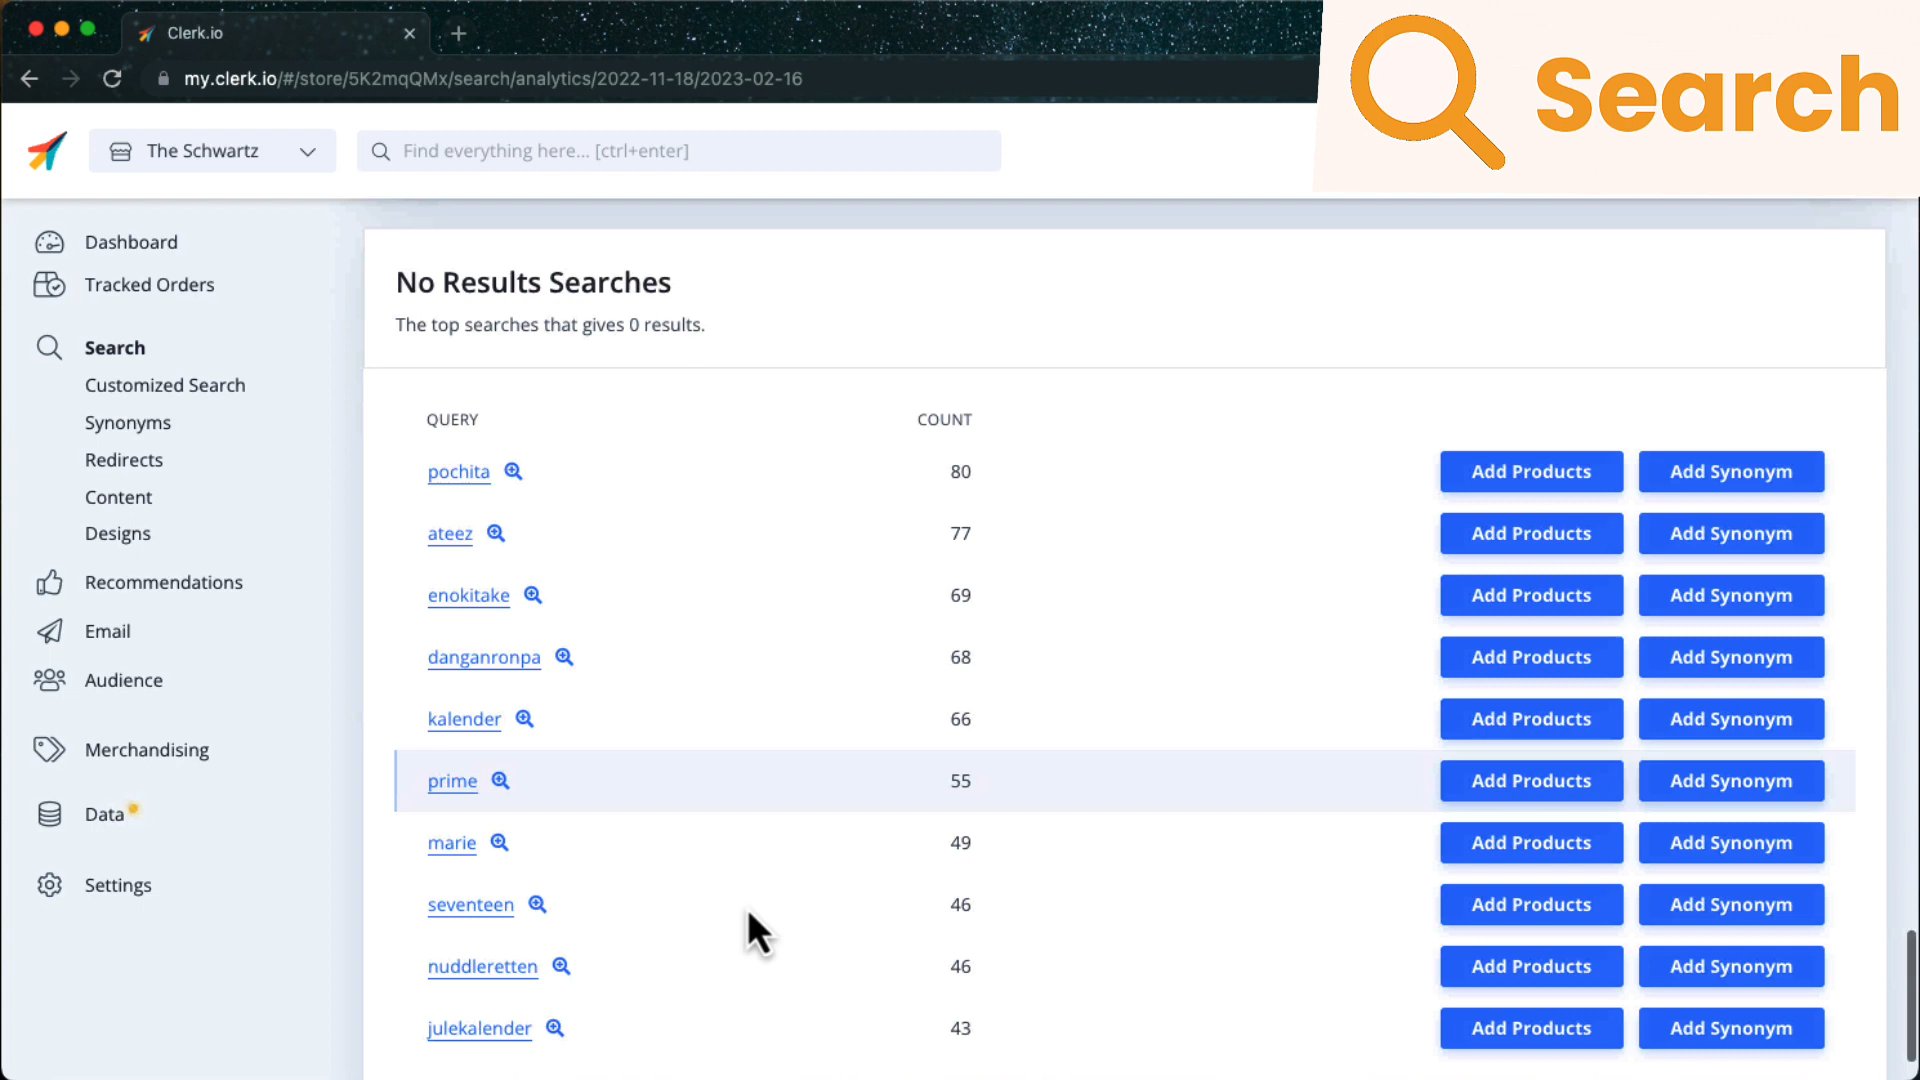 Clerk.io
my.clerk.io/#/store/5K2mqQMx/search/analytics/2022-11-18/2023-02-16
Search
The Schwartz
Find everything here... [ctrl+enter]
Dashboard
Tracked Orders
Search
Customized Search
Synonyms
Redirects
Content
Designs
Recommendations
Email
Audience
Merchandising
Data
Settings
No Results Searches
The top searches that gives 0 results.
QUERY COUNT
pochita 80 Add Products Add Synonym
ateez 77 Add Products Add Synonym
enokitake 69 Add Products Add Synonym
danganronpa 68 Add Products Add Synonym
kalender 66 Add Products Add Synonym
prime 55 Add Products Add Synonym
marie 49 Add Products Add Synonym
seventeen 46 Add Products Add Synonym
nuddleretten 46 Add Products Add Synonym
julekalender 43 Add Products Add Synonym